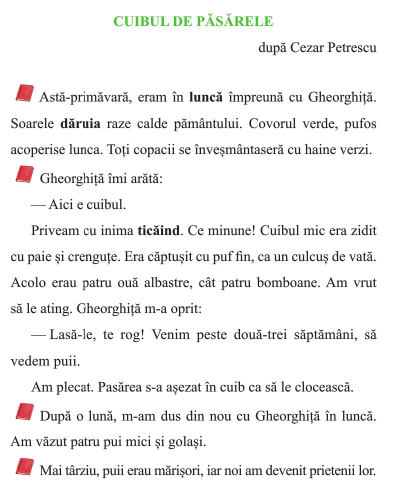 CUIBUL DE PĂSĂRELE
după Cezar Petrescu
Astă-primăvară, eram în luncă împreună cu Gheorghiță.
Soarele dăruia raze calde pământului. Covorul verde, pufos
acoperise lunca. Toți copacii se înveșmântaseră cu haine verzi.
Gheorghiță îmi arătă:
— Aici e cuibul.
Priveam cu inima ticăind. Ce minune! Cuibul mic era zidit
cu paie și crenguțe. Era căptușit cu puf fin, ca un culcuș de vată.
Acolo erau patru ouă albastre, cât patru bomboane. Am vrut
să le ating. Gheorghiță m-a oprit:
— Lasă-le, te rog! Venim peste două-trei săptămâni, să
vedem puii.
Am plecat. Pasărea s-a așezat în cuib ca să le clocească.
După o lună, m-am dus din nou cu Gheorghiță în luncă.
Am văzut patru pui mici și golași.
Mai târziu, puii erau mărișori, iar noi am devenit prietenii lor.